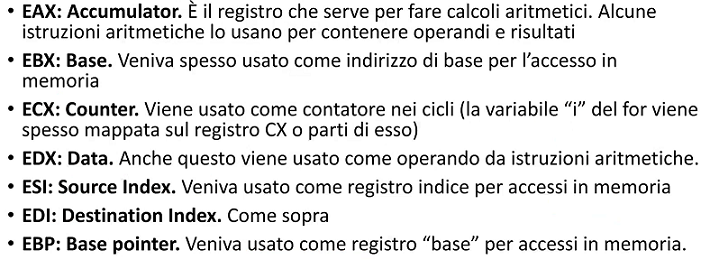 • EAX: Accumulator. È il registro che serve per fare calcoli aritmetici. Alcune
istruzioni aritmetiche lo usano per contenere operandi e risultati
• EBX: Base. Veniva spesso usato come indirizzo di base per l'accesso in
memoria
• ECX: Counter. Viene usato come contatore nei cicli (la variabile “i” del for viene
spesso mappata sul registro CX o parti di esso)
• EDX: Data. Anche questo viene usato come operando da istruzioni aritmetiche.
• ESI: Source Index. Veniva usato come registro indice per accessi in memoria
• EDI: Destination Index. Come sopra
• EBP: Base pointer. Veniva usato come registro “base” per accessi in memoria.